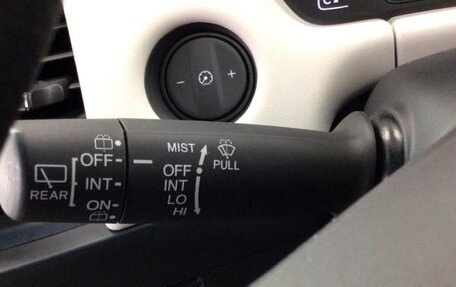 − +
MIST
PULL
OFF
INT
LO
HI
OFF
INT
ON
REAR